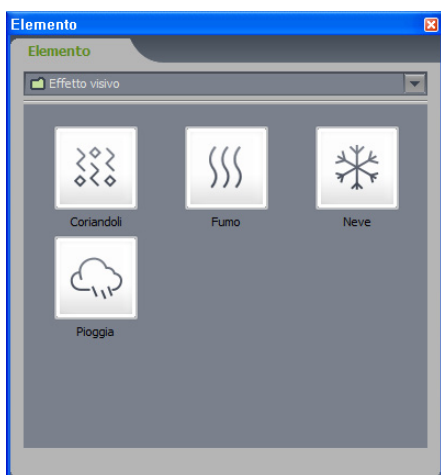 Elemento
Elemento
Effetto visivo
Coriandoli
Fumo
Neve
Pioggia